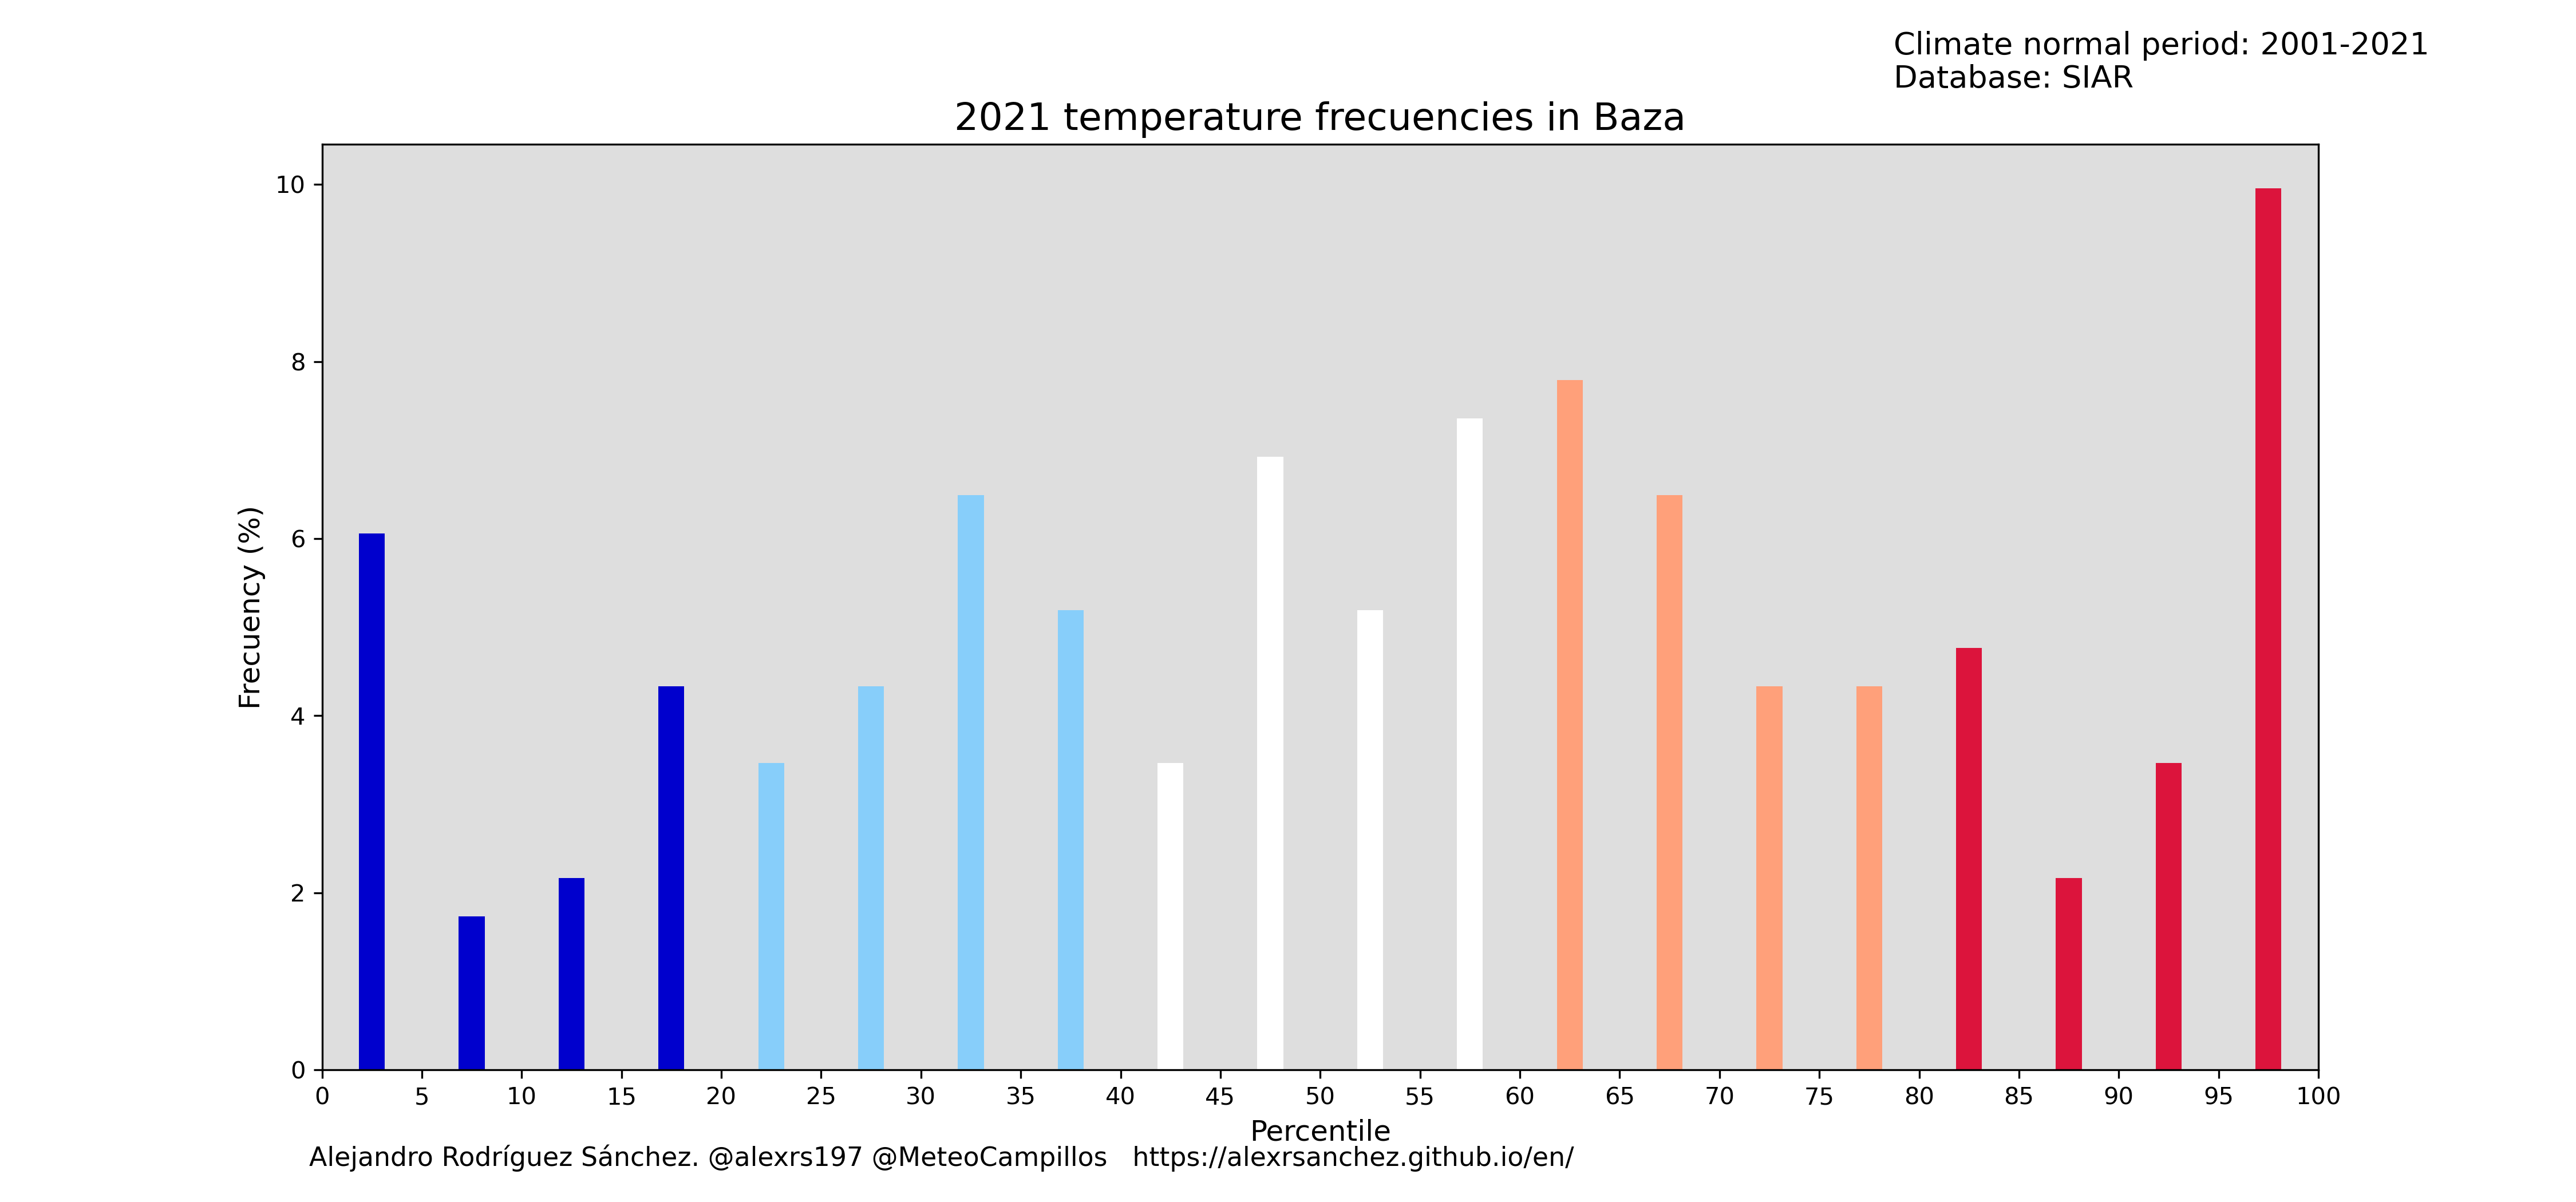 Climate normal period: 2001-2021
Database: SIAR
2021 temperature frecuencies in Baza
Frecuency (%)
10
8
6
4
2
0
0 5 10 15 20 25 30 35 40 45 50 55 60 65 70 75 80 85 90 95 100
Percentile
Alejandro Rodríguez Sánchez. @alexrs197 @MeteoCampillos https://alexrsanchez.github.io/en/